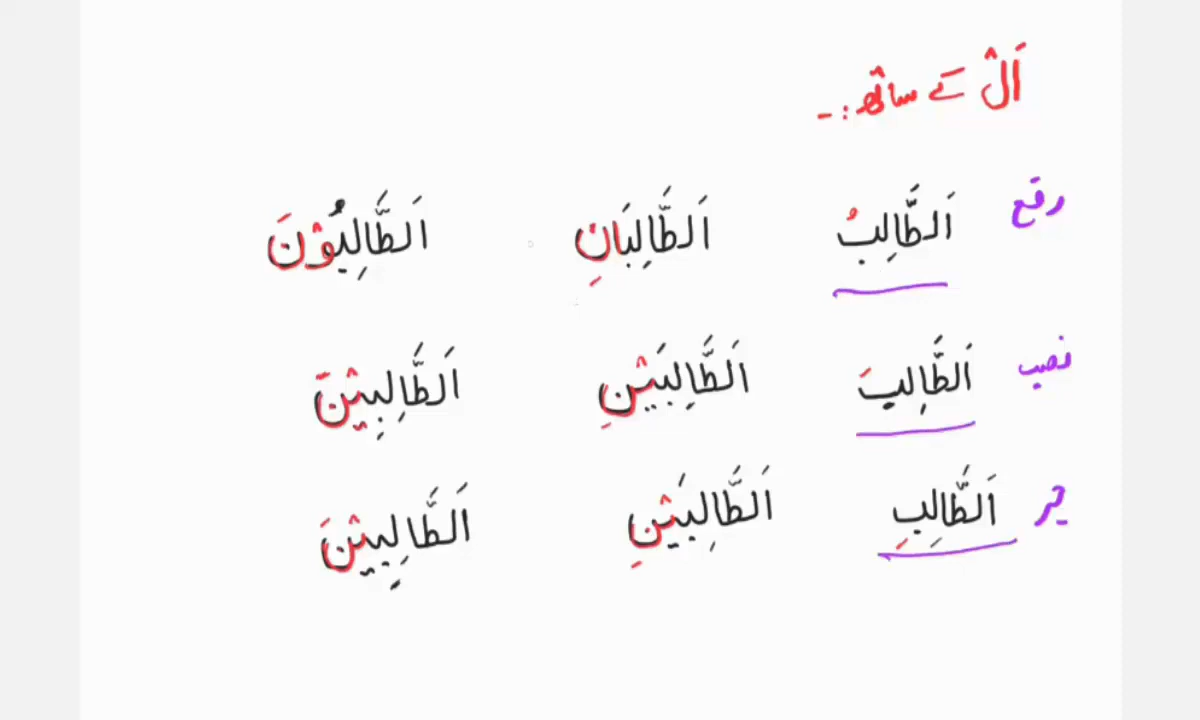 اَلْ کے ساتھ :-
رفع اَلطَّالِبُ اَلطَّالِبَانِ اَلطَّالِبُوْنَ
نصب اَلطَّالِبَ اَلطَّالِبَيْنِ اَلطَّالِبِيْنَ
جر اَلطَّالِبِ اَلطَّالِبَيْنِ اَلطَّالِبِيْنَ